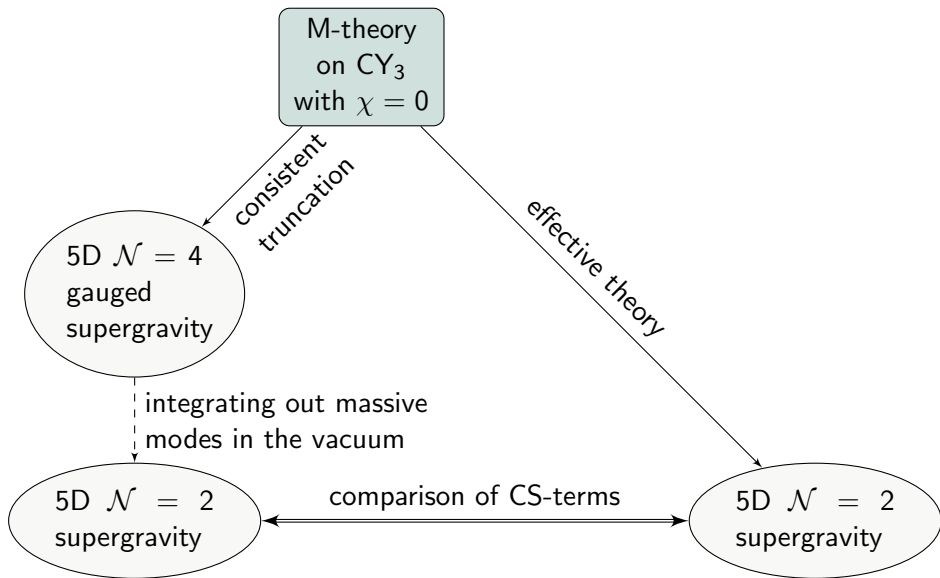 M-theory
on CY₃
with χ = 0
consistent
truncation
effective theory
5D 𝒩 = 4
gauged
supergravity
integrating out massive
modes in the vacuum
5D 𝒩 = 2
supergravity
comparison of CS-terms
5D 𝒩 = 2
supergravity